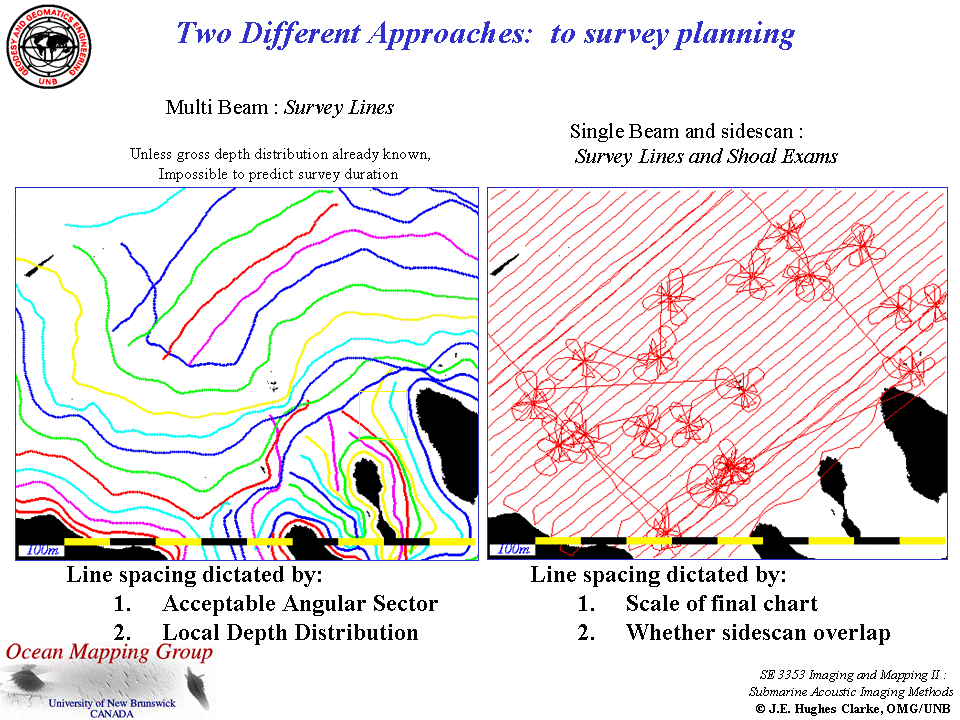 GEODESY AND GEOMATICS ENGINEERING
UNB
Two Different Approaches: to survey planning
Multi Beam : Survey Lines
Unless gross depth distribution already known,
Impossible to predict survey duration
Single Beam and sidescan :
Survey Lines and Shoal Exams
100m
100m
Line spacing dictated by:
1. Acceptable Angular Sector
2. Local Depth Distribution
Line spacing dictated by:
1. Scale of final chart
2. Whether sidescan overlap
Ocean Mapping Group
University of New Brunswick
CANADA
SE 3353 Imaging and Mapping II :
Submarine Acoustic Imaging Methods
© J.E. Hughes Clarke, OMG/UNB